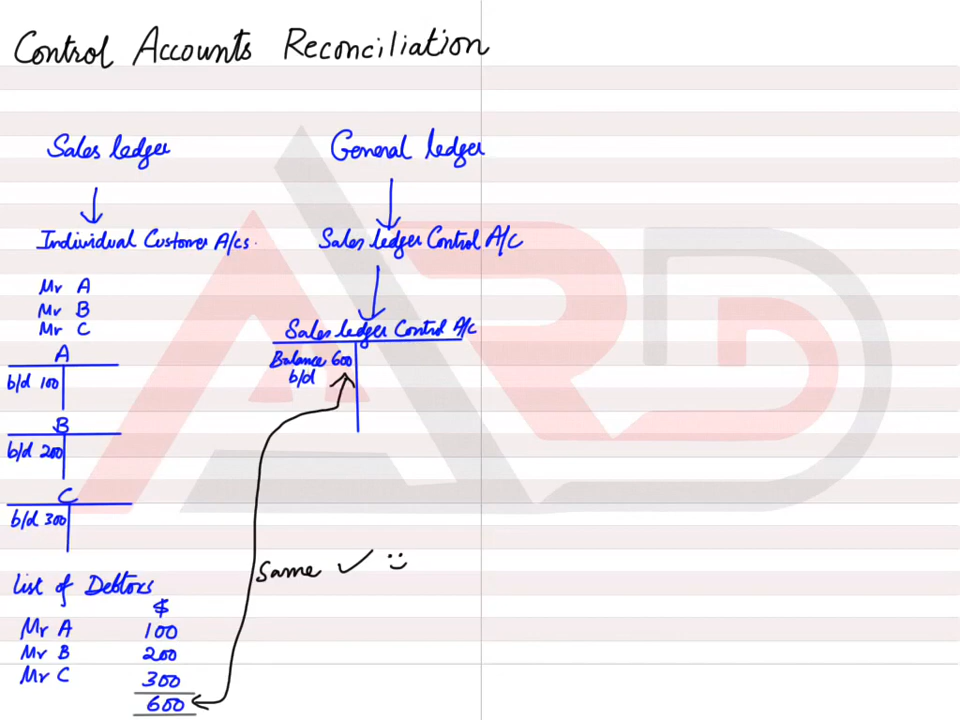 Control Accounts Reconciliation
Sales ledger
Individual Customer A/cs.
Mr A
Mr B
Mr C
A
b/d 100
B
b/d 200
C
b/d 300
List of Debtors
$
Mr A 100
Mr B 200
Mr C 300
600
General ledger
Sales ledger Control A/C
Sales ledger Control A/C
Balance 600
b/d
Same ✓
ARD